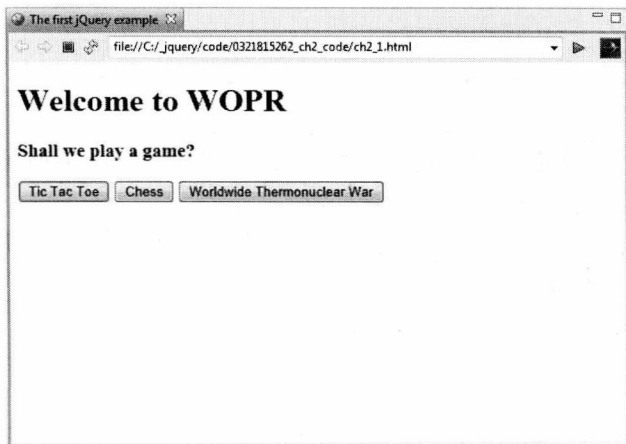 The first jQuery example
file://C:/_jquery/code/0321815262_ch2_code/ch2_1.html
Welcome to WOPR
Shall we play a game?
Tic Tac Toe Chess Worldwide Thermonuclear War